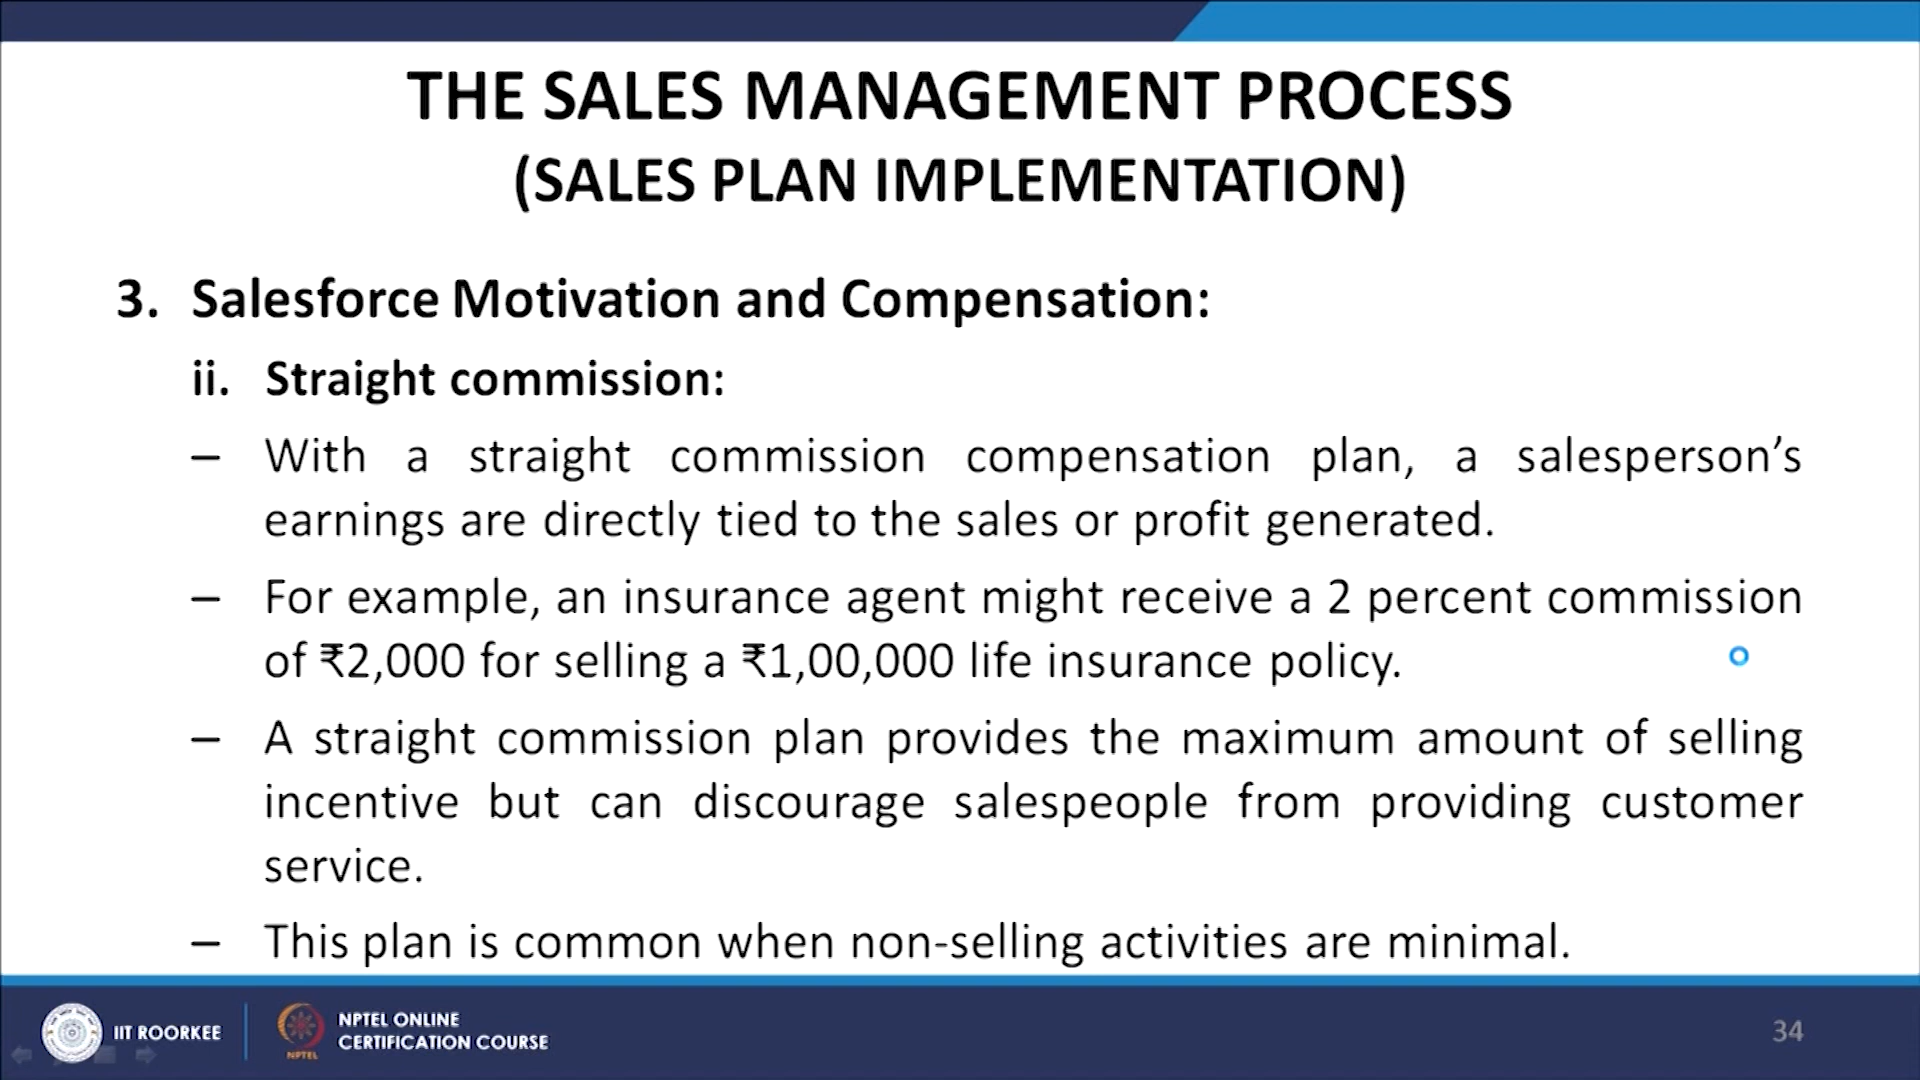 THE SALES MANAGEMENT PROCESS
(SALES PLAN IMPLEMENTATION)
3. Salesforce Motivation and Compensation:
ii. Straight commission:
– With a straight commission compensation plan, a salesperson’s
earnings are directly tied to the sales or profit generated.
– For example, an insurance agent might receive a 2 percent commission
of ₹2,000 for selling a ₹1,00,000 life insurance policy.
– A straight commission plan provides the maximum amount of selling
incentive but can discourage salespeople from providing customer
service.
– This plan is common when non-selling activities are minimal.
IIT ROORKEE
NPTEL
NPTEL ONLINE
CERTIFICATION COURSE
34